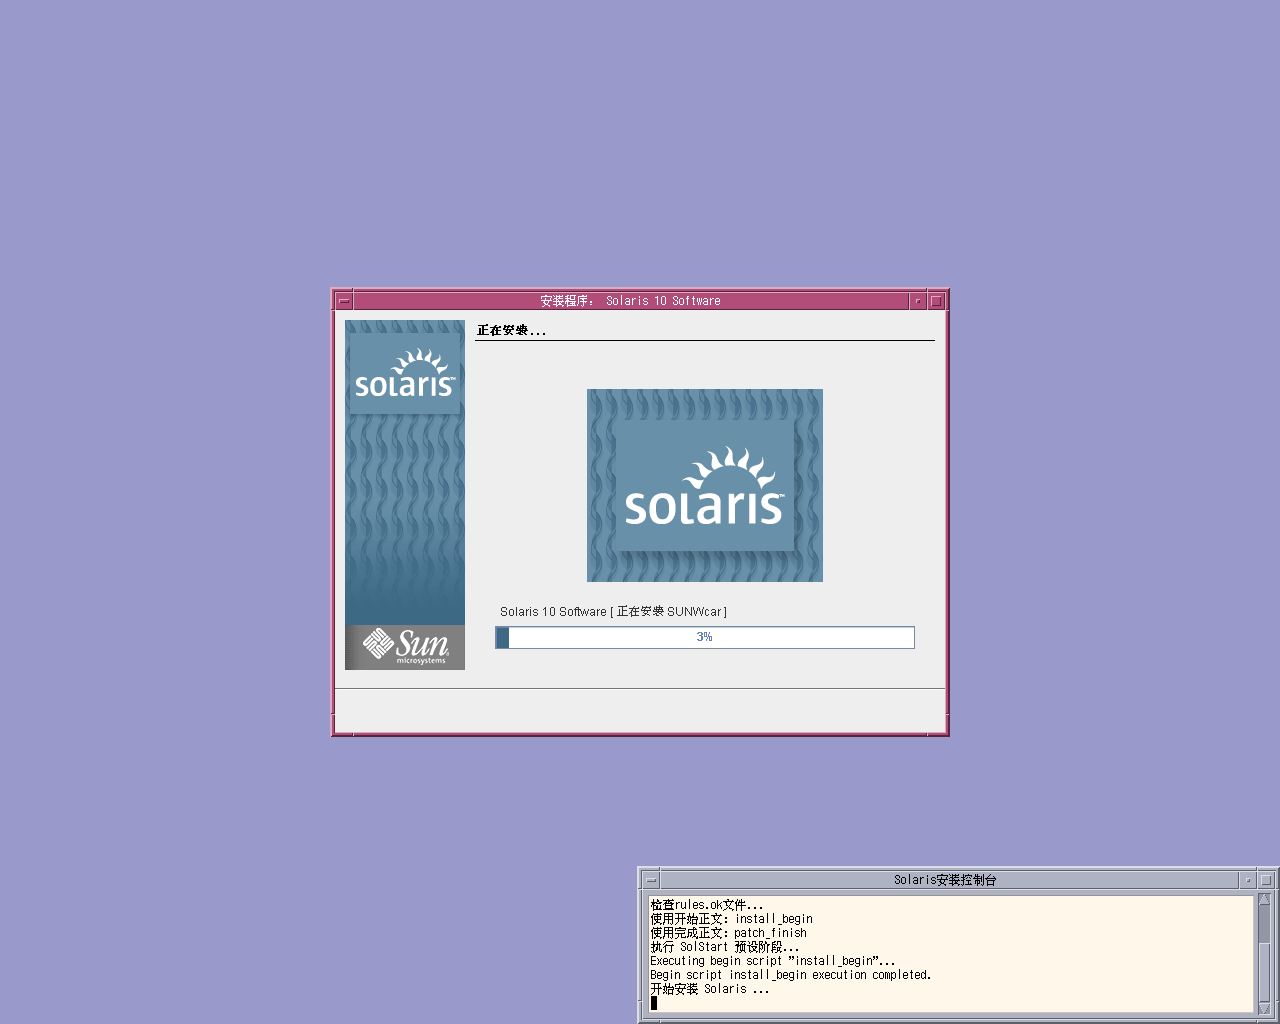 安装程序： Solaris 10 Software
solaris™
正在安装...
solaris™
Solaris 10 Software [ 正在安装 SUNWcar ]
3%
Sun
microsystems
Solaris安装控制台
检查rules.ok文件...
使用开始正文: install_begin
使用完成正文: patch_finish
执行 SolStart 预设阶段...
Executing begin script "install_begin"...
Begin script install_begin execution completed.
开始安装 Solaris ...